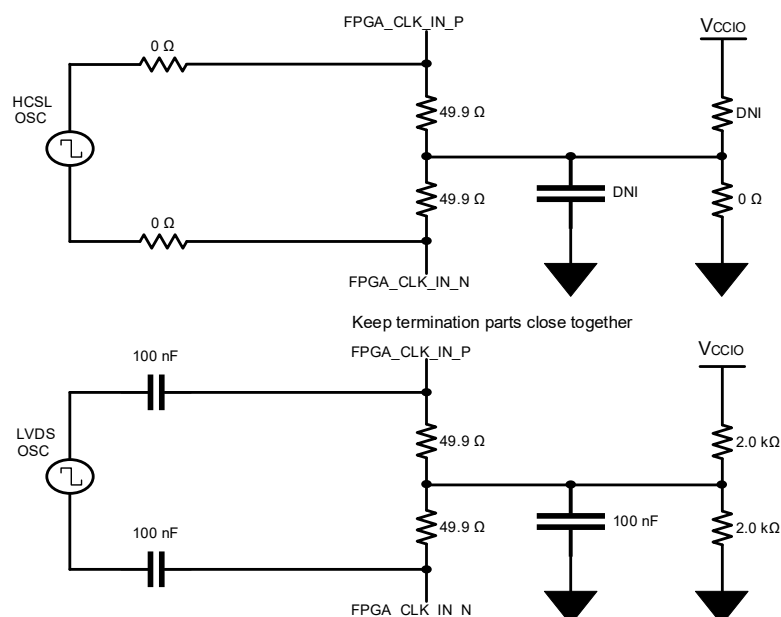 FPGA_CLK_IN_P
VCCIO
0 Ω
HCSL
OSC
49.9 Ω
DNI
49.9 Ω
DNI
0 Ω
0 Ω
FPGA_CLK_IN_N
Keep termination parts close together
FPGA_CLK_IN_P
VCCIO
100 nF
LVDS
OSC
49.9 Ω
2.0 kΩ
100 nF
49.9 Ω
100 nF
2.0 kΩ
FPGA_CLK_IN_N